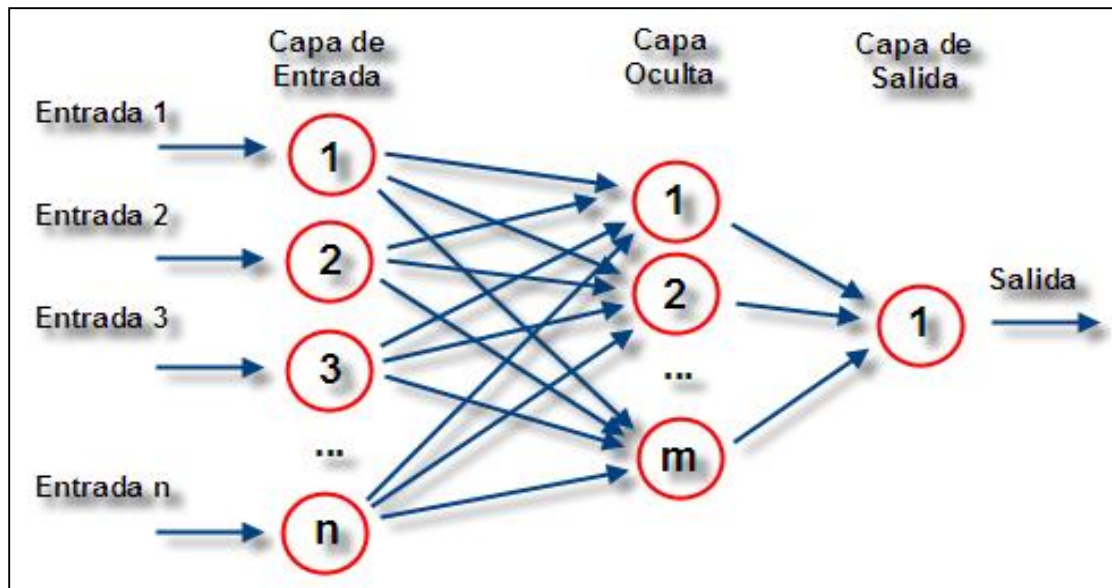 Capa de
Entrada
Capa
Oculta
Capa de
Salida
Entrada 1
1
1
Entrada 2
2
2
Salida
1
Entrada 3
3
...
...
m
Entrada n
n